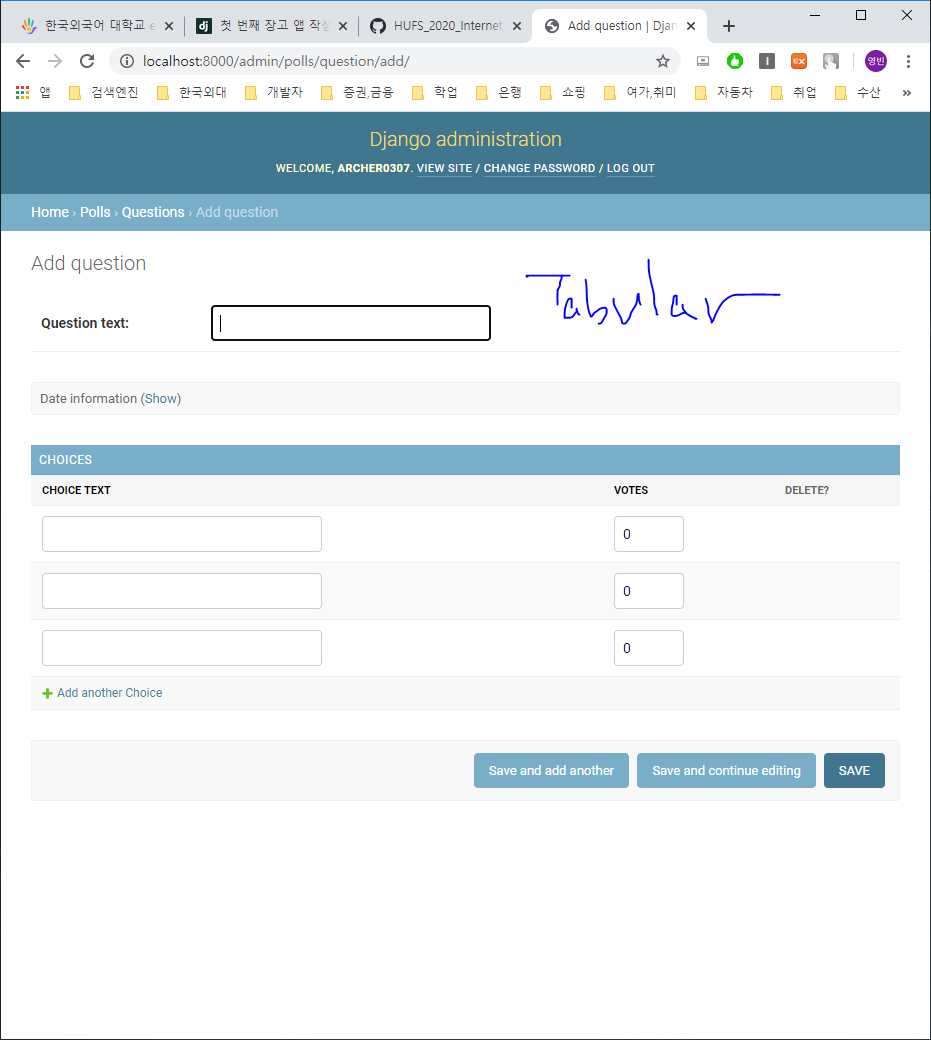 한국외국어 대학교 e
첫 번째 장고 앱 작성
HUFS_2020_Internet
Add question | Djan
localhost:8000/admin/polls/question/add/
영빈
앱 검색엔진 한국외대 개발자 증권,금융 학업 은행 쇼핑 여가,취미 자동차 취업 수산 »
Django administration
WELCOME, ARCHER0307. VIEW SITE / CHANGE PASSWORD / LOG OUT
Home › Polls › Questions › Add question
Add question
Tabular
Question text:
Date information (Show)
CHOICES
CHOICE TEXT VOTES DELETE?
0
0
0
Add another Choice
Save and add another Save and continue editing SAVE